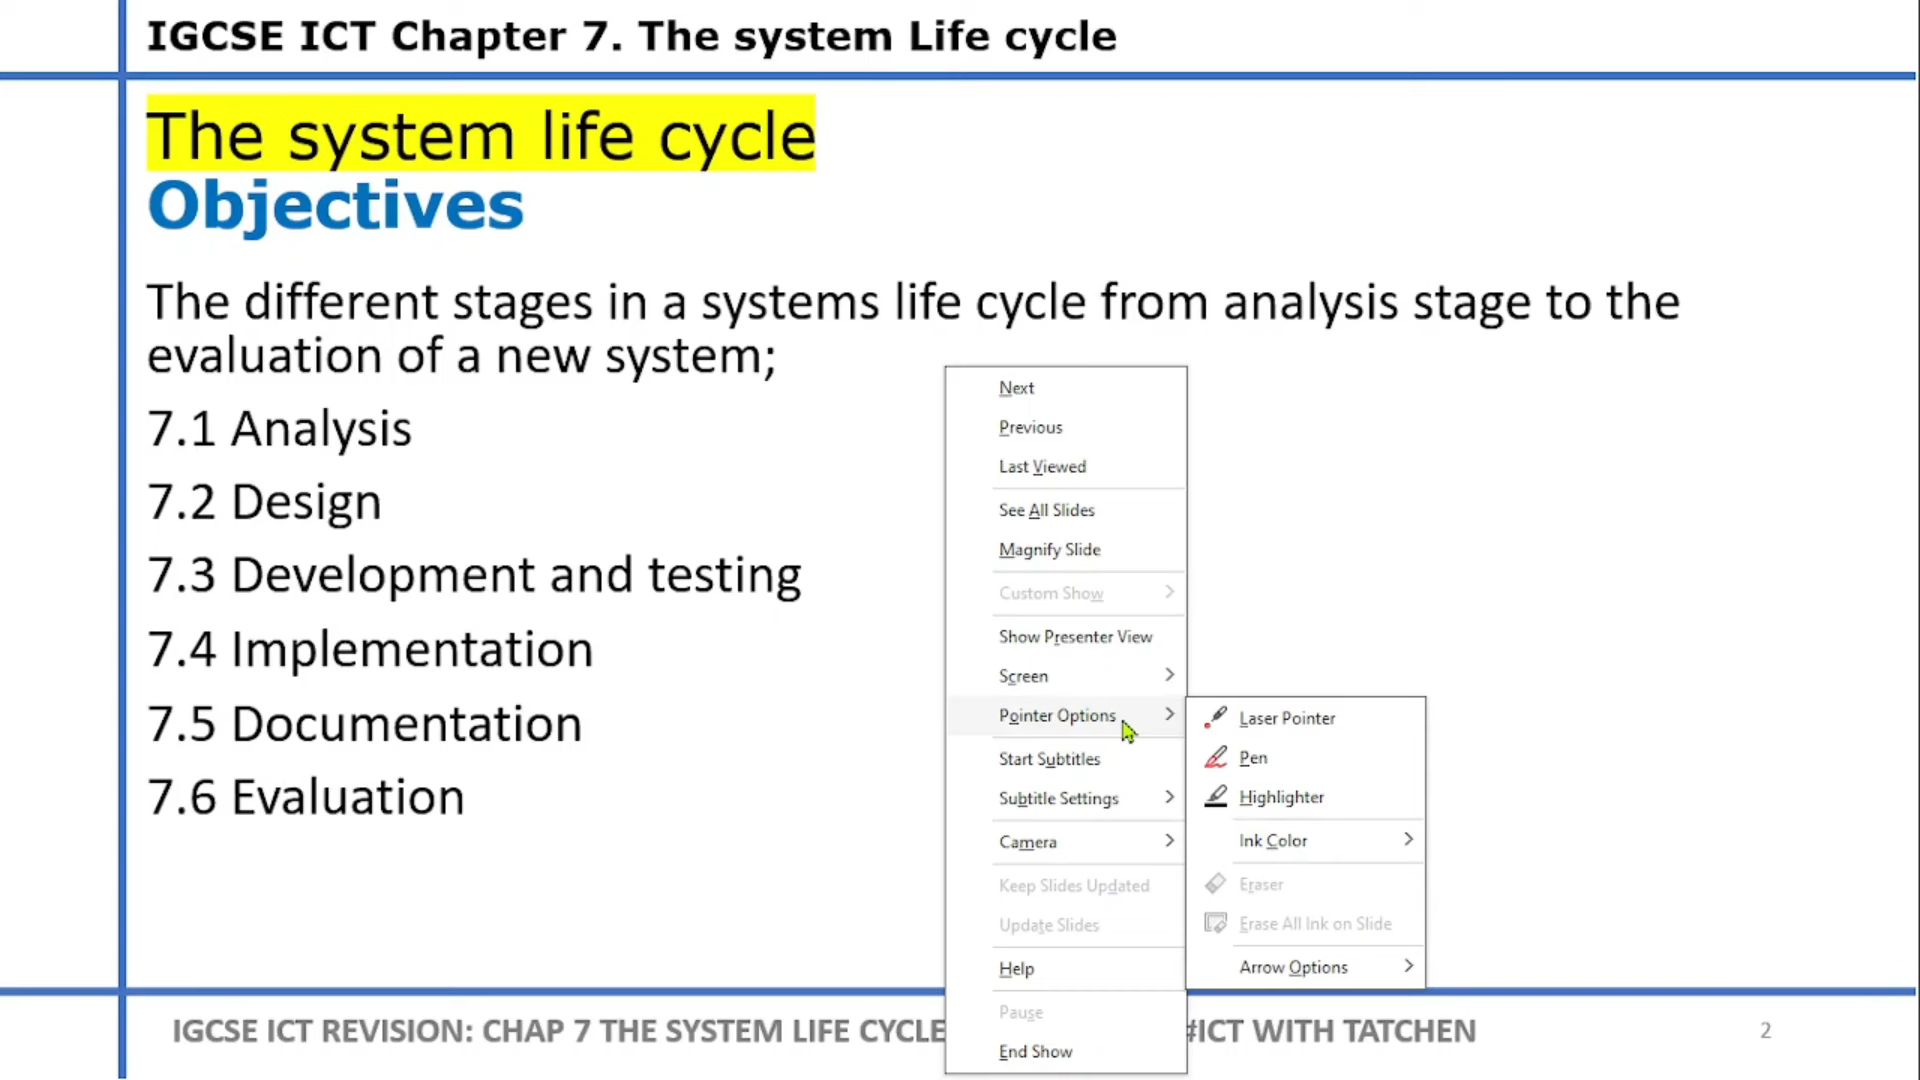 IGCSE ICT Chapter 7. The system Life cycle
The system life cycle
Objectives
The different stages in a systems life cycle from analysis stage to the
evaluation of a new system;
7.1 Analysis
7.2 Design
7.3 Development and testing
7.4 Implementation
7.5 Documentation
7.6 Evaluation
Next
Previous
Last Viewed
See All Slides
Magnify Slide
Custom Show
Show Presenter View
Screen
Pointer Options
Start Subtitles
Subtitle Settings
Camera
Keep Slides Updated
Update Slides
Help
Pause
End Show
Laser Pointer
Pen
Highlighter
Ink Color
Eraser
Erase All Ink on Slide
Arrow Options
IGCSE ICT REVISION: CHAP 7 THE SYSTEM LIFE CYCLE #ICT WITH TATCHEN
2